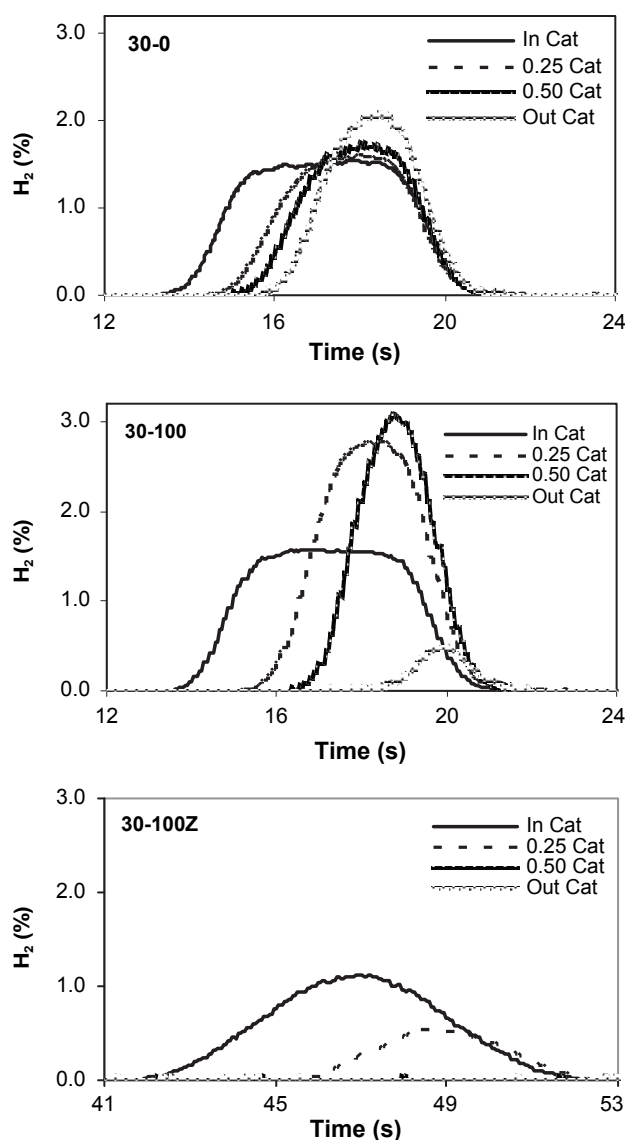 30-0
In Cat
0.25 Cat
0.50 Cat
Out Cat
H₂ (%)
3.0
2.0
1.0
0.0
12 16 20 24
Time (s)
30-100
In Cat
0.25 Cat
0.50 Cat
Out Cat
H₂ (%)
3.0
2.0
1.0
0.0
12 16 20 24
Time (s)
30-100Z
In Cat
0.25 Cat
0.50 Cat
Out Cat
H₂ (%)
3.0
2.0
1.0
0.0
41 45 49 53
Time (s)